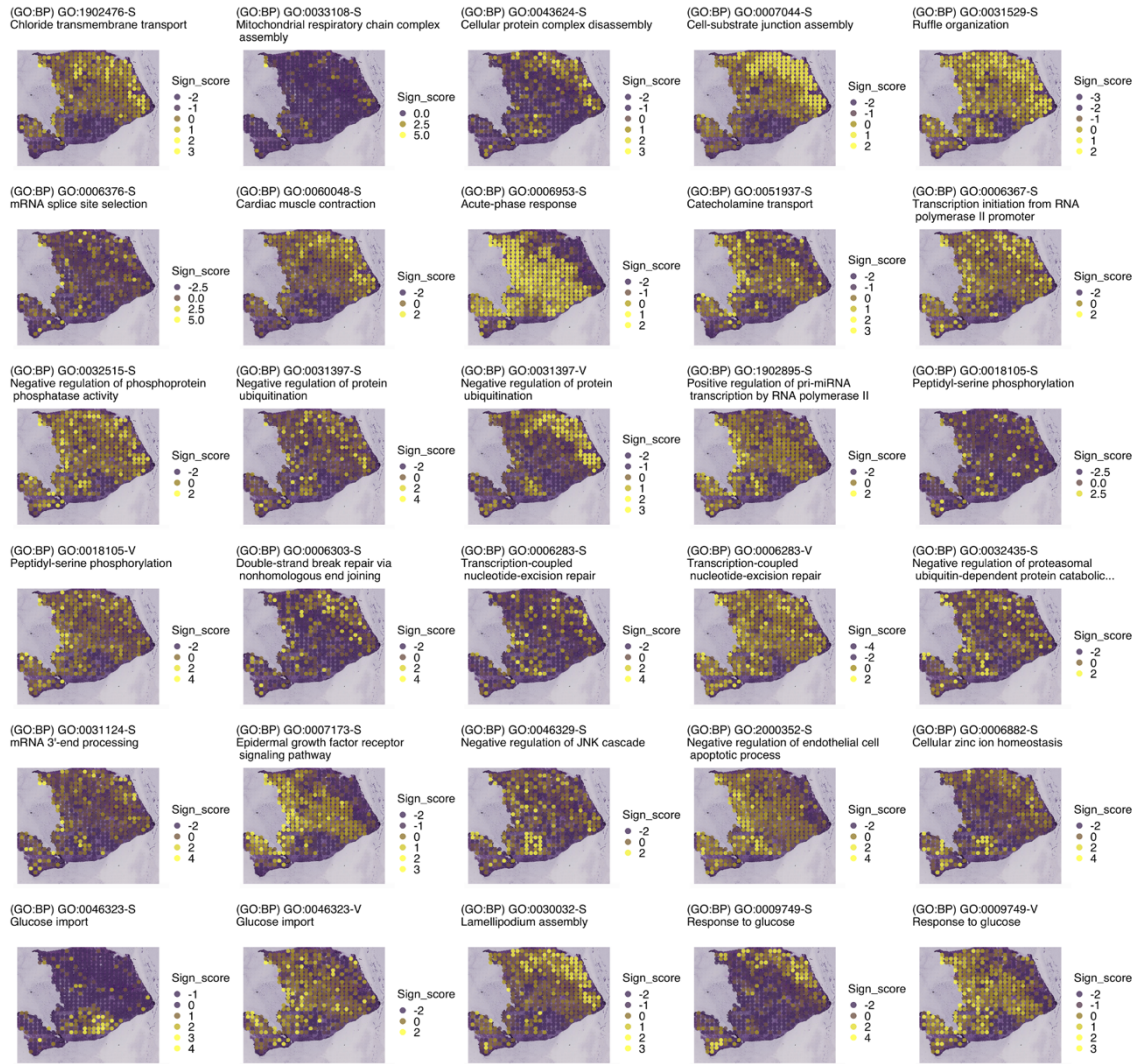 (GO:BP) GO:1902476-S
Chloride transmembrane transport
Sign_score
-2
-1
0
1
2
3
(GO:BP) GO:0033108-S
Mitochondrial respiratory chain complex
assembly
Sign_score
0.0
2.5
5.0
(GO:BP) GO:0043624-S
Cellular protein complex disassembly
Sign_score
-2
-1
0
1
2
3
(GO:BP) GO:0007044-S
Cell-substrate junction assembly
Sign_score
-2
-1
0
1
2
(GO:BP) GO:0031529-S
Ruffle organization
Sign_score
-3
-2
-1
0
1
2
(GO:BP) GO:0006376-S
mRNA splice site selection
Sign_score
-2.5
0.0
2.5
5.0
(GO:BP) GO:0060048-S
Cardiac muscle contraction
Sign_score
-2
0
2
(GO:BP) GO:0006953-S
Acute-phase response
Sign_score
-2
-1
0
1
2
(GO:BP) GO:0051937-S
Catecholamine transport
Sign_score
-2
-1
0
1
2
3
(GO:BP) GO:0006367-S
Transcription initiation from RNA
polymerase II promoter
Sign_score
-2
0
2
(GO:BP) GO:0032515-S
Negative regulation of phosphoprotein
phosphatase activity
Sign_score
-2
0
2
(GO:BP) GO:0031397-S
Negative regulation of protein
ubiquitination
Sign_score
-2
0
2
4
(GO:BP) GO:0031397-V
Negative regulation of protein
ubiquitination
Sign_score
-2
-1
0
1
2
3
(GO:BP) GO:1902895-S
Positive regulation of pri-miRNA
transcription by RNA polymerase II
Sign_score
-2
0
2
(GO:BP) GO:0018105-S
Peptidyl-serine phosphorylation
Sign_score
-2.5
0.0
2.5
(GO:BP) GO:0018105-V
Peptidyl-serine phosphorylation
Sign_score
-2
0
2
4
(GO:BP) GO:0006303-S
Double-strand break repair via
nonhomologous end joining
Sign_score
-2
0
2
4
(GO:BP) GO:0006283-S
Transcription-coupled
nucleotide-excision repair
Sign_score
-2
0
2
4
(GO:BP) GO:0006283-V
Transcription-coupled
nucleotide-excision repair
Sign_score
-4
-2
0
2
(GO:BP) GO:0032435-S
Negative regulation of proteasomal
ubiquitin-dependent protein catabolic...
Sign_score
-2
0
2
(GO:BP) GO:0031124-S
mRNA 3'-end processing
Sign_score
-2
0
2
4
(GO:BP) GO:0007173-S
Epidermal growth factor receptor
signaling pathway
Sign_score
-2
-1
0
1
2
3
(GO:BP) GO:0046329-S
Negative regulation of JNK cascade
Sign_score
-2
0
2
(GO:BP) GO:2000352-S
Negative regulation of endothelial cell
apoptotic process
Sign_score
-2
0
2
4
(GO:BP) GO:0006882-S
Cellular zinc ion homeostasis
Sign_score
-2
0
2
4
(GO:BP) GO:0046323-S
Glucose import
Sign_score
-1
0
1
2
3
4
(GO:BP) GO:0046323-V
Glucose import
Sign_score
-2
0
2
(GO:BP) GO:0030032-S
Lamellipodium assembly
Sign_score
-2
-1
0
1
2
(GO:BP) GO:0009749-S
Response to glucose
Sign_score
-2
0
2
4
(GO:BP) GO:0009749-V
Response to glucose
Sign_score
-2
-1
0
1
2
3